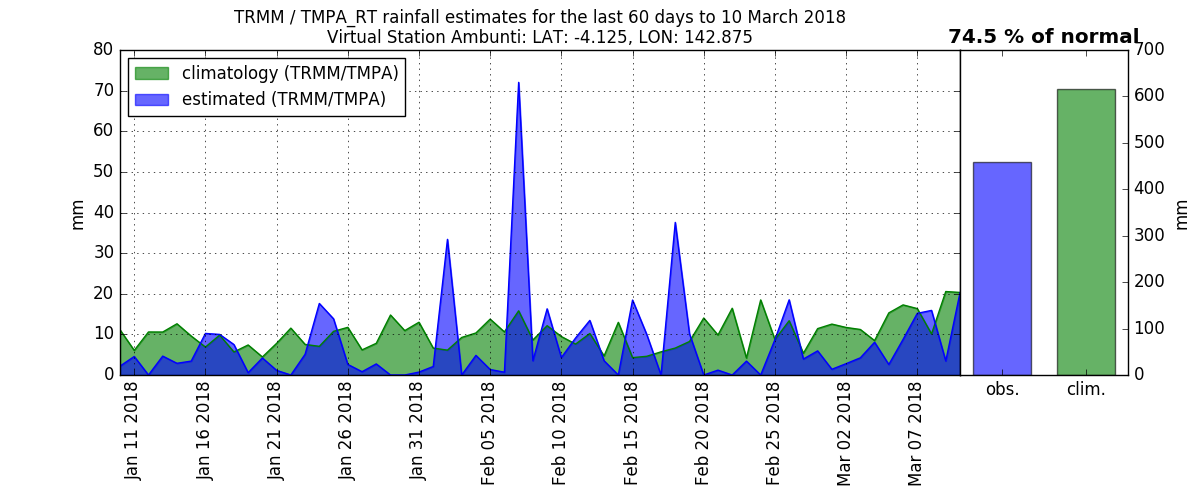 TRMM / TMPA_RT rainfall estimates for the last 60 days to 10 March 2018
Virtual Station Ambunti: LAT: -4.125, LON: 142.875
74.5 % of normal
climatology (TRMM/TMPA)
estimated (TRMM/TMPA)
mm
80
70
60
50
40
30
20
10
0
Jan 11 2018
Jan 16 2018
Jan 21 2018
Jan 26 2018
Jan 31 2018
Feb 05 2018
Feb 10 2018
Feb 15 2018
Feb 20 2018
Feb 25 2018
Mar 02 2018
Mar 07 2018
obs.
clim.
700
600
500
400
300
200
100
0
mm